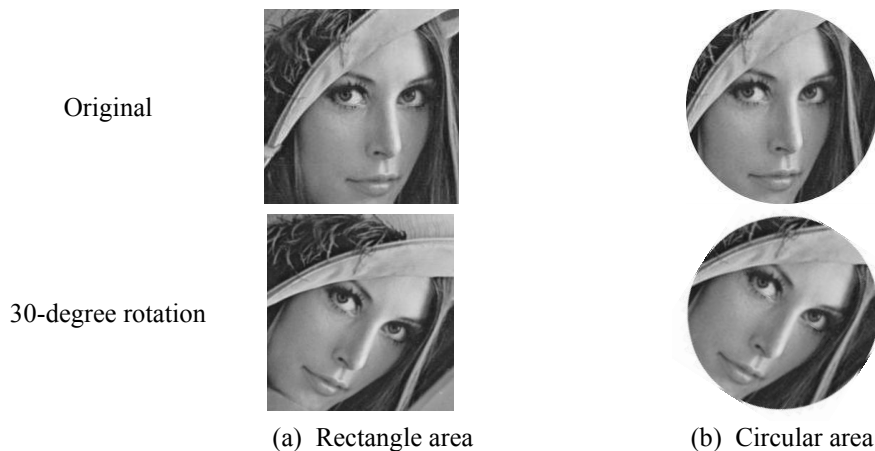 Original
30-degree rotation
(a) Rectangle area
(b) Circular area